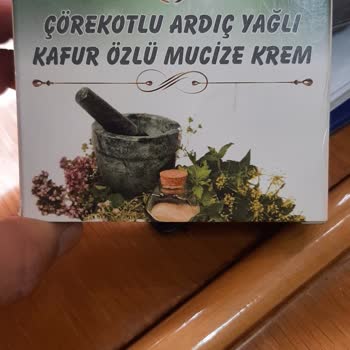 ÇÖREKOTLU ARDIÇ YAĞLI
KAFUR ÖZLÜ MUCİZE KREM